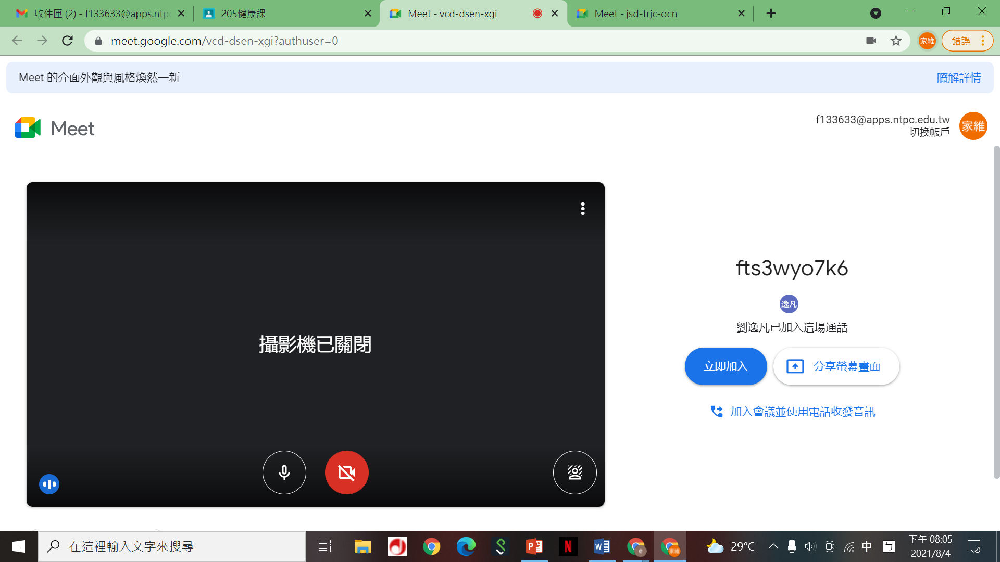 收件匣 (2) - f133633@apps.ntp
205健康課
Meet - vcd-dsen-xgi
Meet - jsd-trjc-ocn
meet.google.com/vcd-dsen-xgi?authuser=0
家維
錯誤
Meet 的介面外觀與風格煥然一新
瞭解詳情
Meet
f133633@apps.ntpc.edu.tw
切換帳戶
家維
攝影機已關閉
fts3wyo7k6
逸凡
劉逸凡已加入這場通話
立即加入
分享螢幕畫面
加入會議並使用電話收發音訊
在這裡輸入文字來搜尋
P
N
W
e
家維
29°C
中
ㄅ
下午 08:05
2021/8/4